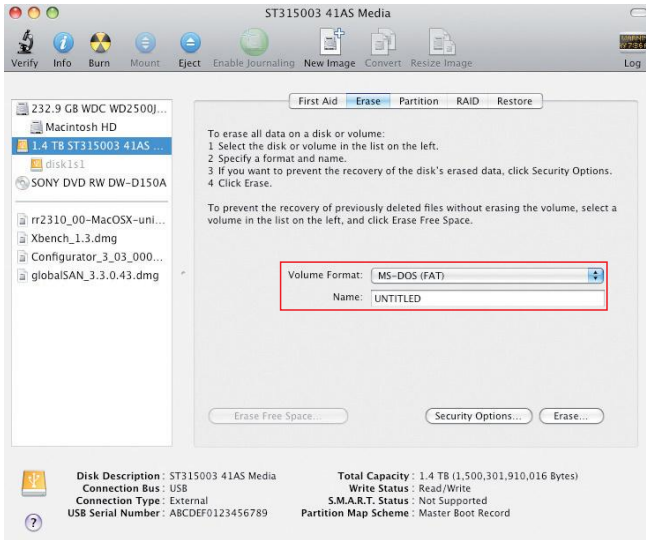 ST315003 41AS Media
Verify Info Burn Mount Eject Enable Journaling New Image Convert Resize Image Log
First Aid Erase Partition RAID Restore
232.9 GB WDC WD2500J...
Macintosh HD
1.4 TB ST315003 41AS ...
disk1s1
SONY DVD RW DW-D150A
rr2310_00-MacOSX-uni...
Xbench_1.3.dmg
Configurator_3_03_000...
globalSAN_3.3.0.43.dmg
To erase all data on a disk or volume:
1 Select the disk or volume in the list on the left.
2 Specify a format and name.
3 If you want to prevent the recovery of the disk's erased data, click Security Options.
4 Click Erase.
To prevent the recovery of previously deleted files without erasing the volume, select a
volume in the list on the left, and click Erase Free Space.
Volume Format: MS-DOS (FAT)
Name: UNTITLED
Erase Free Space... Security Options... Erase...
Disk Description : ST315003 41AS Media
Connection Bus : USB
Connection Type : External
USB Serial Number : ABCDEF0123456789
Total Capacity : 1.4 TB (1,500,301,910,016 Bytes)
Write Status : Read/Write
S.M.A.R.T. Status : Not Supported
Partition Map Scheme : Master Boot Record
?